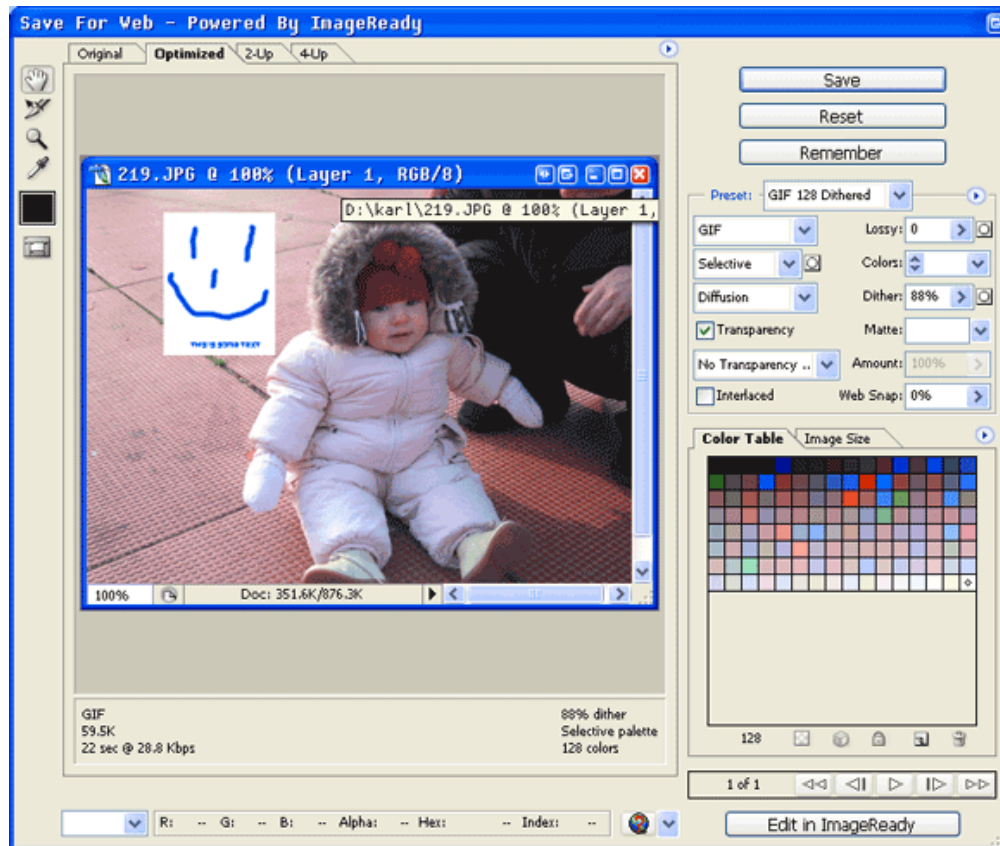 Save For Web - Powered By ImageReady
Original
Optimized
2-Up
4-Up
Save
Reset
Remember
219.JPG @ 100% (Layer 1, RGB/8)
D:\karl\219.JPG @ 100% (Layer 1,
THIS IS SOME TEXT
100%
Doc: 351.6K/876.3K
Preset: GIF 128 Dithered
GIF
Lossy: 0
Selective
Colors:
Diffusion
Dither: 88%
Transparency
Matte:
No Transparency ..
Amount: 100%
Interlaced
Web Snap: 0%
Color Table
Image Size
128
1 of 1
GIF
59.5K
22 sec @ 28.8 Kbps
88% dither
Selective palette
128 colors
R: -- G: -- B: -- Alpha: -- Hex: -- Index: --
Edit in ImageReady